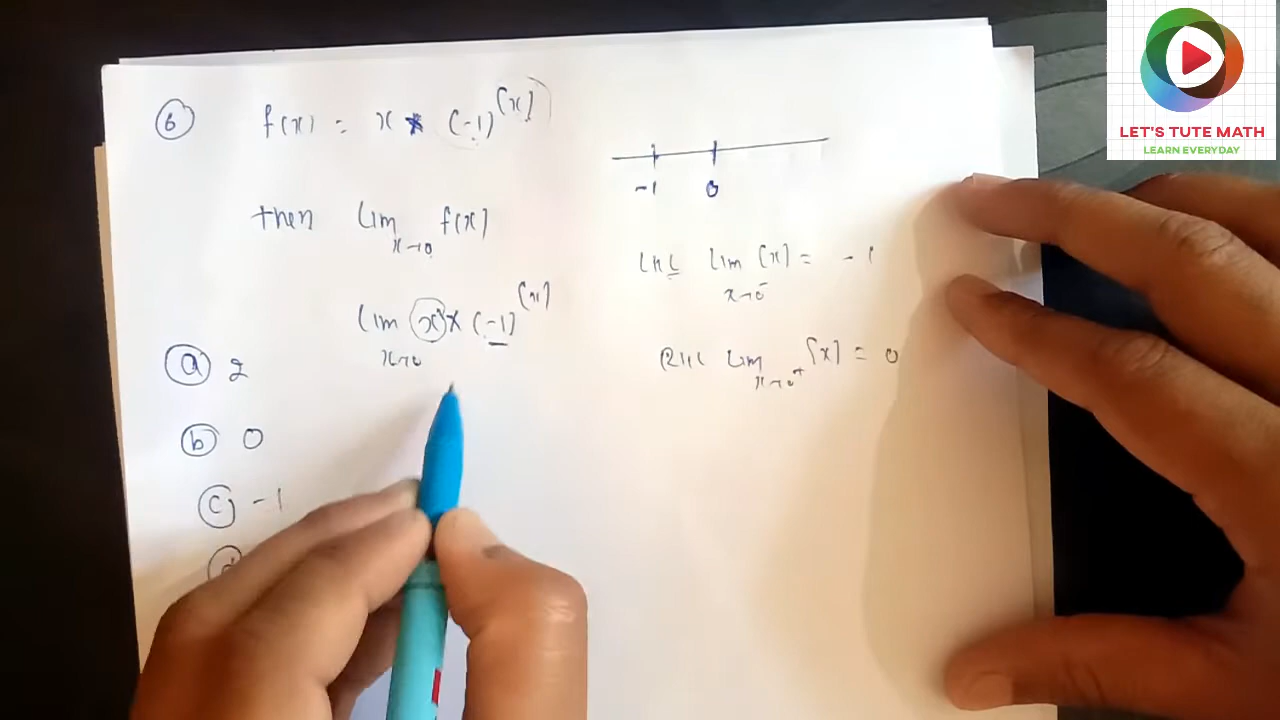 6 f(x) = x * (-1)^[x]
-1 0
then Lim x→0 f(x)
LHL Lim x→0⁻ [x] = -1
Lim x→0 x × (-1)^[x]
RHL Lim x→0⁺ [x] = 0
a 2
b 0
c -1
d
LET'S TUTE MATH
LEARN EVERYDAY